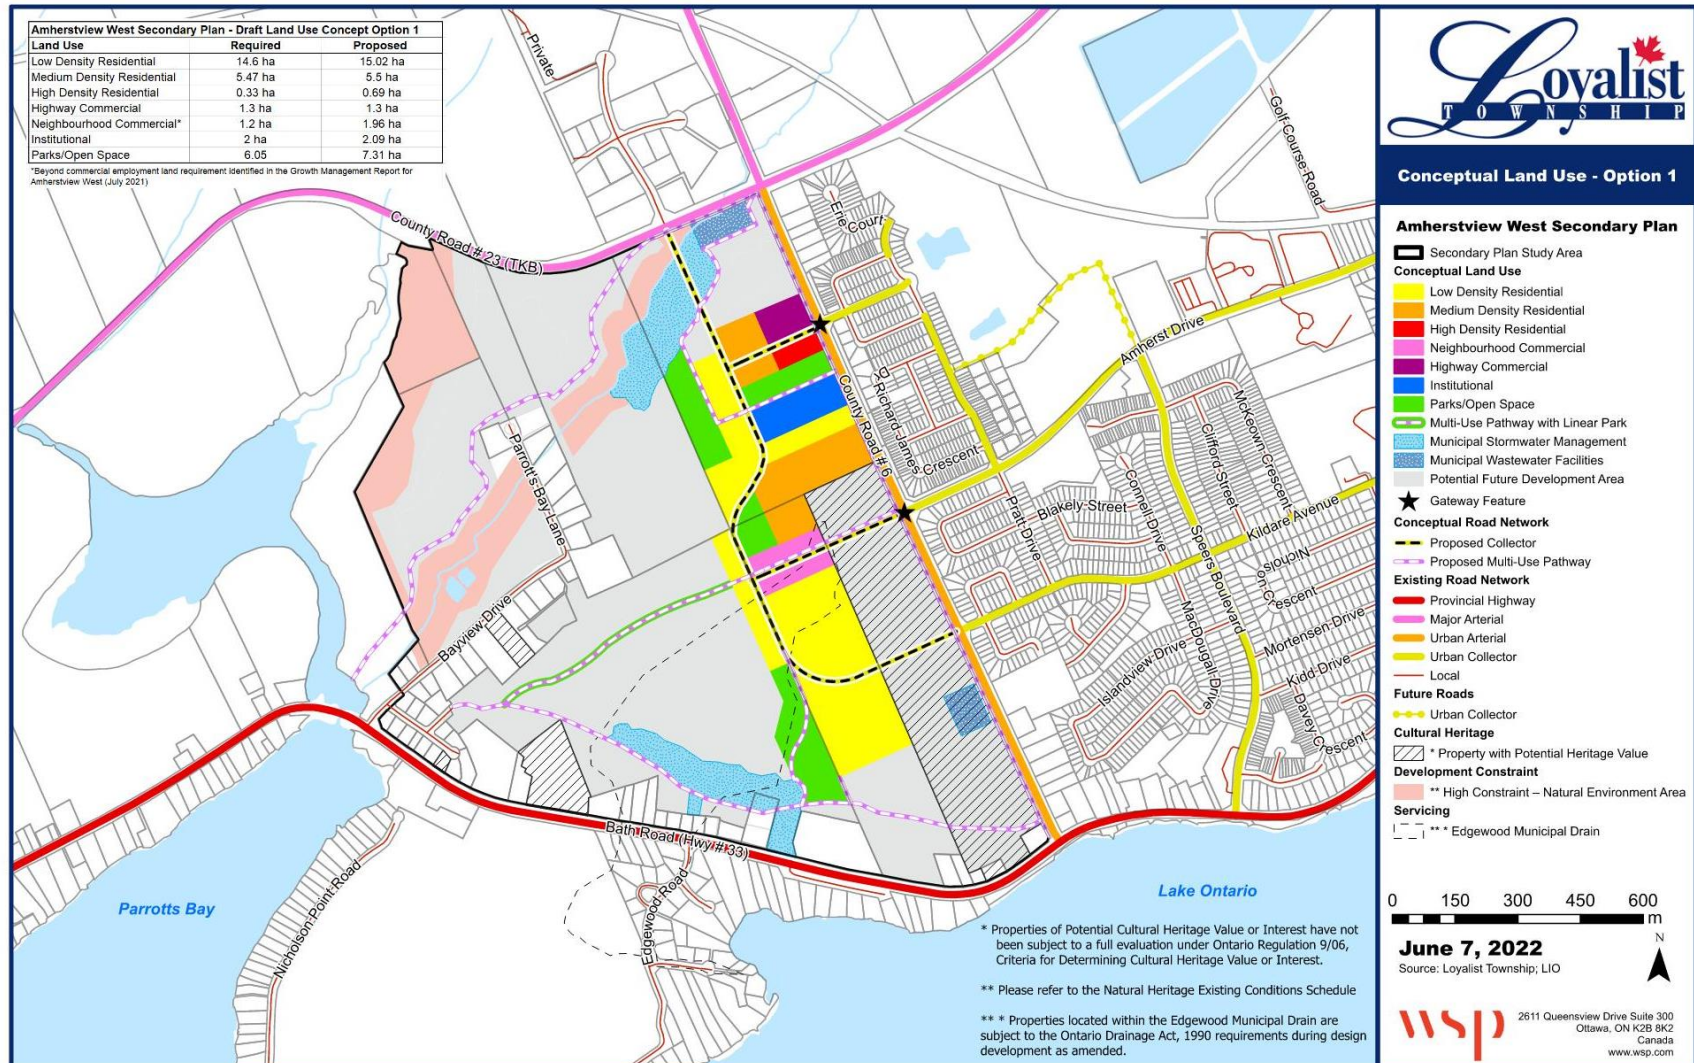 Amherstview West Secondary Plan - Draft Land Use Concept Option 1
Land Use Required Proposed
Low Density Residential 14.6 ha 15.02 ha
Medium Density Residential 5.47 ha 5.5 ha
High Density Residential 0.33 ha 0.69 ha
Highway Commercial 1.3 ha 1.3 ha
Neighbourhood Commercial* 1.2 ha 1.96 ha
Institutional 2 ha 2.09 ha
Parks/Open Space 6.05 7.31 ha
*Beyond commercial employment land requirement identified in the Growth Management Report for
Amherstview West (July 2021)
Private
Golf Course Road
County Road # 23 (TKB)
Erie Court
Amherst Drive
County Road # 6
Dr
Richard James
Crescent
McKeown Crescent
Clifford Street
Connell Drive
Pratt Drive
Blakely Street
Kildare Avenue
Nicholson
Crescent
Speers Boulevard
MacDougall Drive
Islandview Drive
Mortensen Drive
Kidd Drive
Davey Crescent
Parrott's Bay Lane
Bayview Drive
Bath Road (Hwy # 33)
Nicholson Point Road
Edgewood Road
Parrotts Bay
Lake Ontario
* Properties of Potential Cultural Heritage Value or Interest have not
been subject to a full evaluation under Ontario Regulation 9/06,
Criteria for Determining Cultural Heritage Value or Interest.
** Please refer to the Natural Heritage Existing Conditions Schedule
** * Properties located within the Edgewood Municipal Drain are
subject to the Ontario Drainage Act, 1990 requirements during design
development as amended.
Loyalist
TOWNSHIP
Conceptual Land Use - Option 1
Amherstview West Secondary Plan
Secondary Plan Study Area
Conceptual Land Use
Low Density Residential
Medium Density Residential
High Density Residential
Neighbourhood Commercial
Highway Commercial
Institutional
Parks/Open Space
Multi-Use Pathway with Linear Park
Municipal Stormwater Management
Municipal Wastewater Facilities
Potential Future Development Area
Gateway Feature
Conceptual Road Network
Proposed Collector
Proposed Multi-Use Pathway
Existing Road Network
Provincial Highway
Major Arterial
Urban Arterial
Urban Collector
Local
Future Roads
Urban Collector
Cultural Heritage
* Property with Potential Heritage Value
Development Constraint
** High Constraint – Natural Environment Area
Servicing
** * Edgewood Municipal Drain
0 150 300 450 600
m
June 7, 2022
Source: Loyalist Township; LIO
N
wsp
2611 Queensview Drive Suite 300
Ottawa, ON K2B 8K2
Canada
www.wsp.com